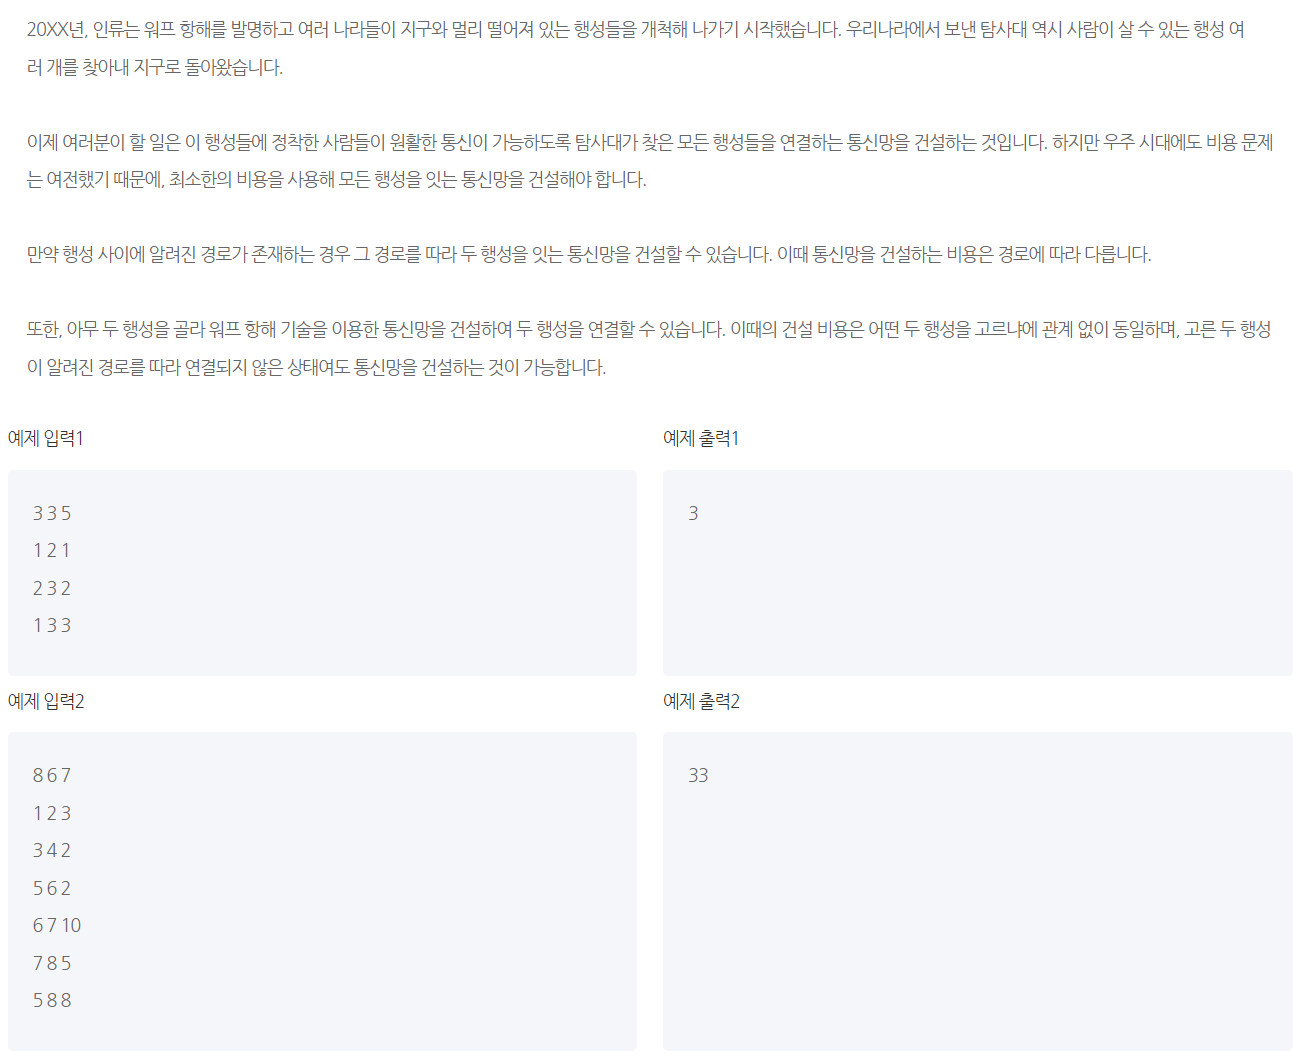 20XX년, 인류는 워프 항해를 발명하고 여러 나라들이 지구와 멀리 떨어져 있는 행성들을 개척해 나가기 시작했습니다. 우리나라에서 보낸 탐사대 역시 사람이 살 수 있는 행성 여
러 개를 찾아내 지구로 돌아왔습니다.
이제 여러분이 할 일은 이 행성들에 정착한 사람들이 원활한 통신이 가능하도록 탐사대가 찾은 모든 행성들을 연결하는 통신망을 건설하는 것입니다. 하지만 우주 시대에도 비용 문제
는 여전했기 때문에, 최소한의 비용을 사용해 모든 행성을 잇는 통신망을 건설해야 합니다.
만약 행성 사이에 알려진 경로가 존재하는 경우 그 경로를 따라 두 행성을 잇는 통신망을 건설할 수 있습니다. 이때 통신망을 건설하는 비용은 경로에 따라 다릅니다.
또한, 아무 두 행성을 골라 워프 항해 기술을 이용한 통신망을 건설하여 두 행성을 연결할 수 있습니다. 이때의 건설 비용은 어떤 두 행성을 고르냐에 관계 없이 동일하며, 고른 두 행성
이 알려진 경로를 따라 연결되지 않은 상태여도 통신망을 건설하는 것이 가능합니다.
예제 입력1
3 3 5
1 2 1
2 3 2
1 3 3
예제 출력1
3
예제 입력2
8 6 7
1 2 3
3 4 2
5 6 2
6 7 10
7 8 5
5 8 8
예제 출력2
33